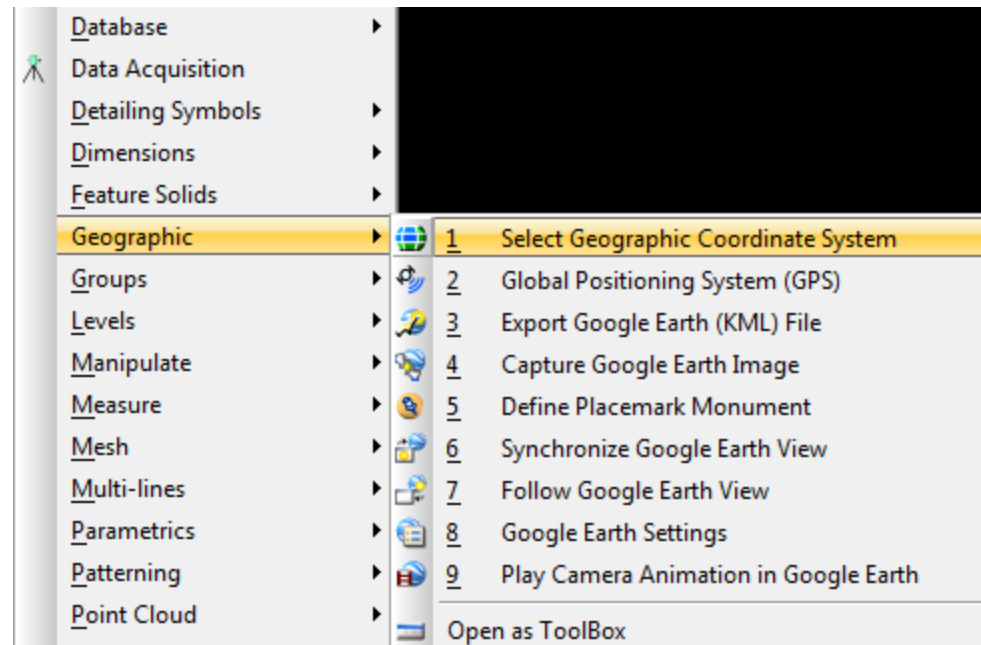 Database
Data Acquisition
Detailing Symbols
Dimensions
Feature Solids
Geographic
Groups
Levels
Manipulate
Measure
Mesh
Multi-lines
Parametrics
Patterning
Point Cloud
1 Select Geographic Coordinate System
2 Global Positioning System (GPS)
3 Export Google Earth (KML) File
4 Capture Google Earth Image
5 Define Placemark Monument
6 Synchronize Google Earth View
7 Follow Google Earth View
8 Google Earth Settings
9 Play Camera Animation in Google Earth
Open as ToolBox